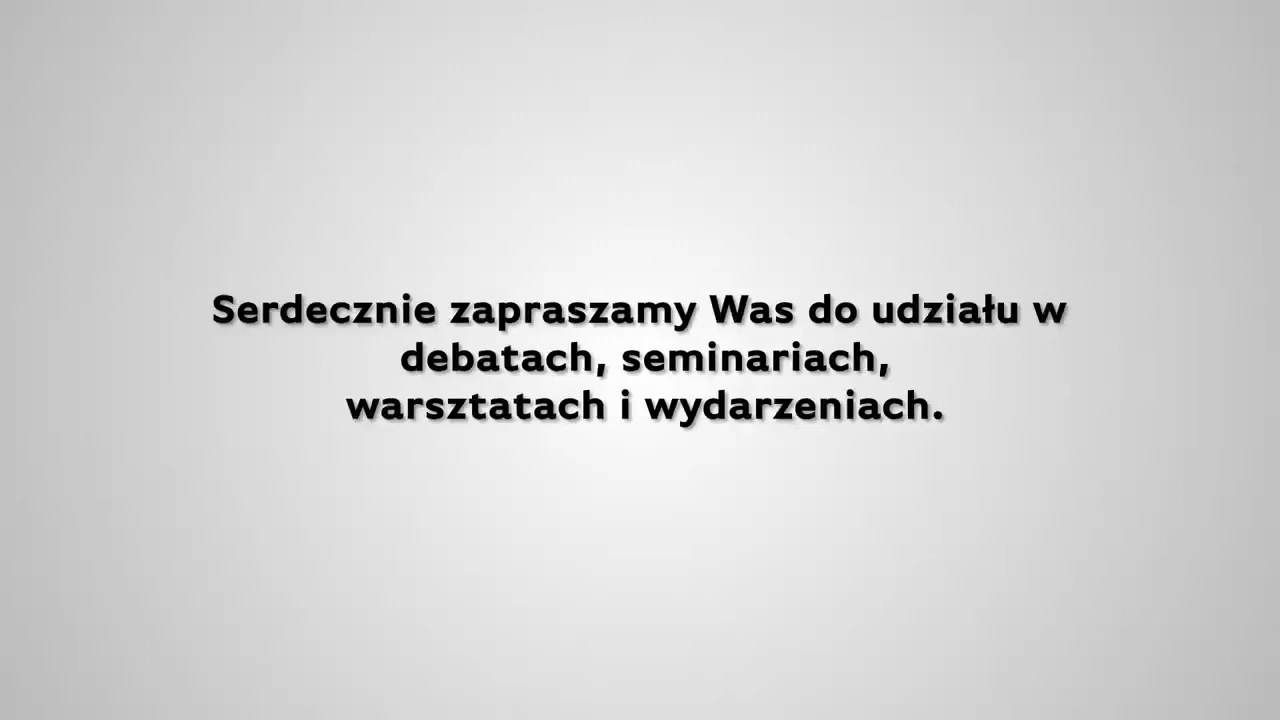 Serdecznie zapraszamy Was do udziału w
debatach, seminariach,
warsztatach i wydarzeniach.